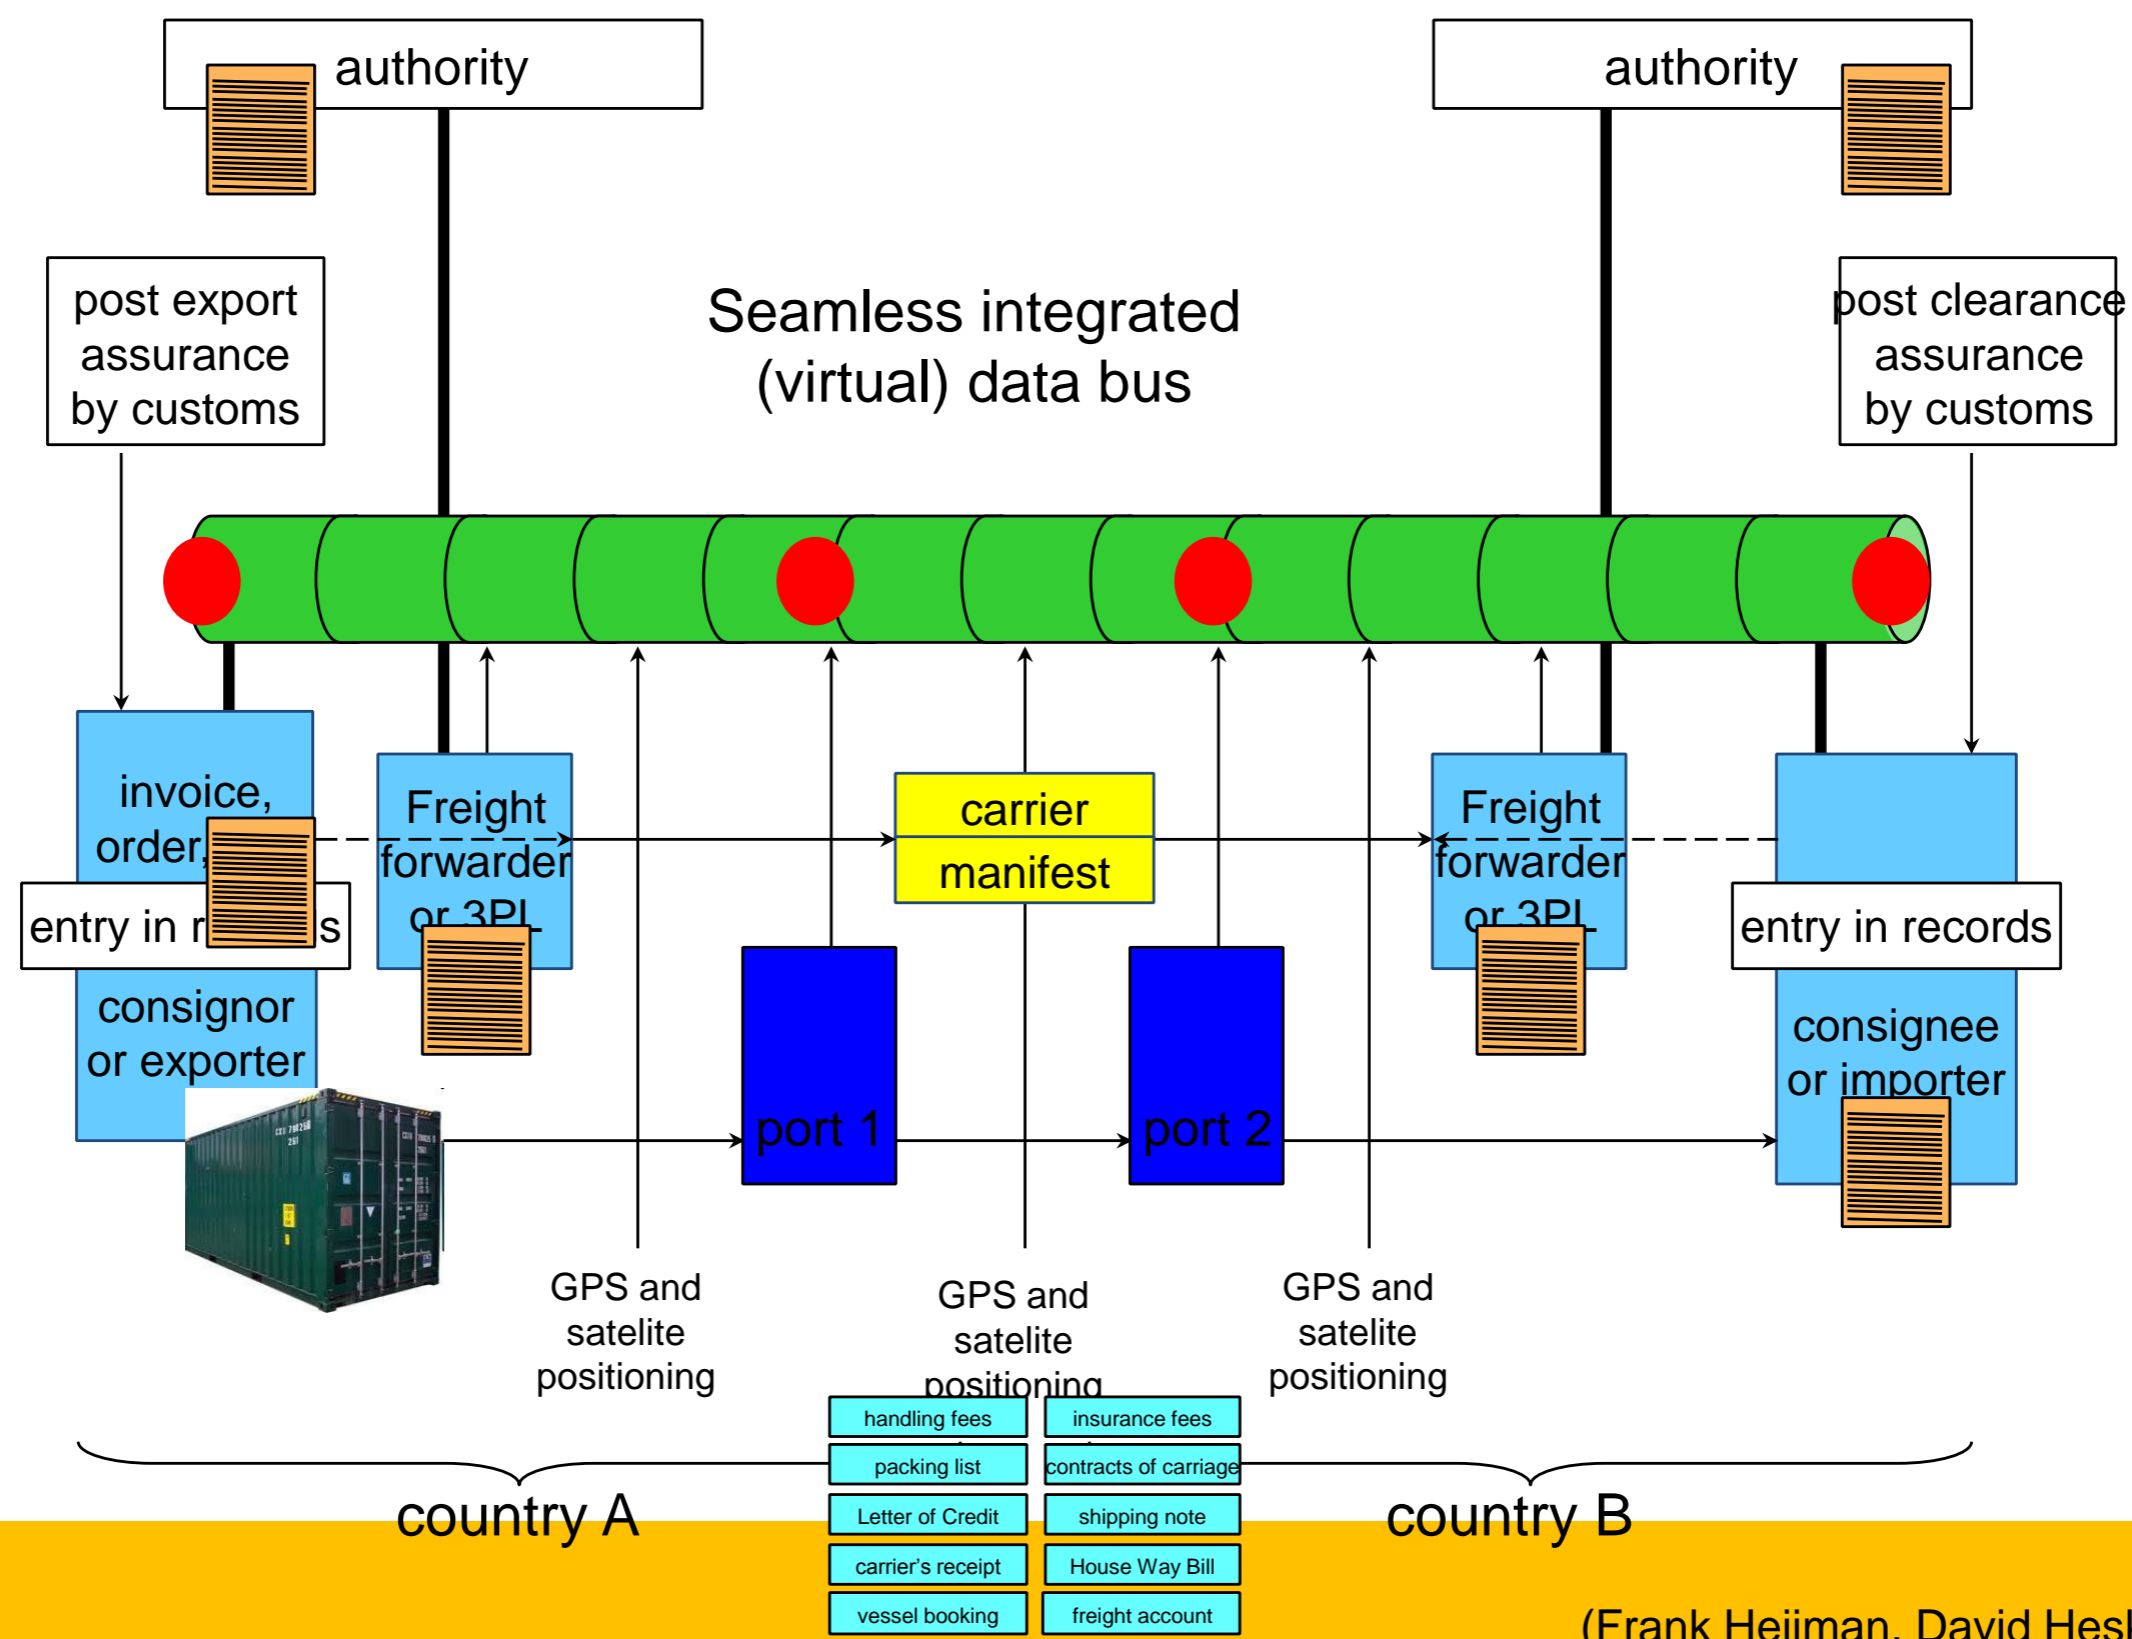 authority
authority
post export
assurance
by customs
Seamless integrated
(virtual) data bus
post clearance
assurance
by customs
invoice,
order,
entry in
consignor
or exporter
Freight
forwarder
or 3PL
carrier
manifest
Freight
forwarder
or 3PL
entry in records
consignee
or importer
port 1
port 2
GPS and
satelite
positioning
GPS and
satelite
positioning
GPS and
satelite
positioning
handling fees
insurance fees
packing list
contracts of carriage
Letter of Credit
shipping note
carrier's receipt
House Way Bill
vessel booking
freight account
country A
country B
(Frank Heijman, David